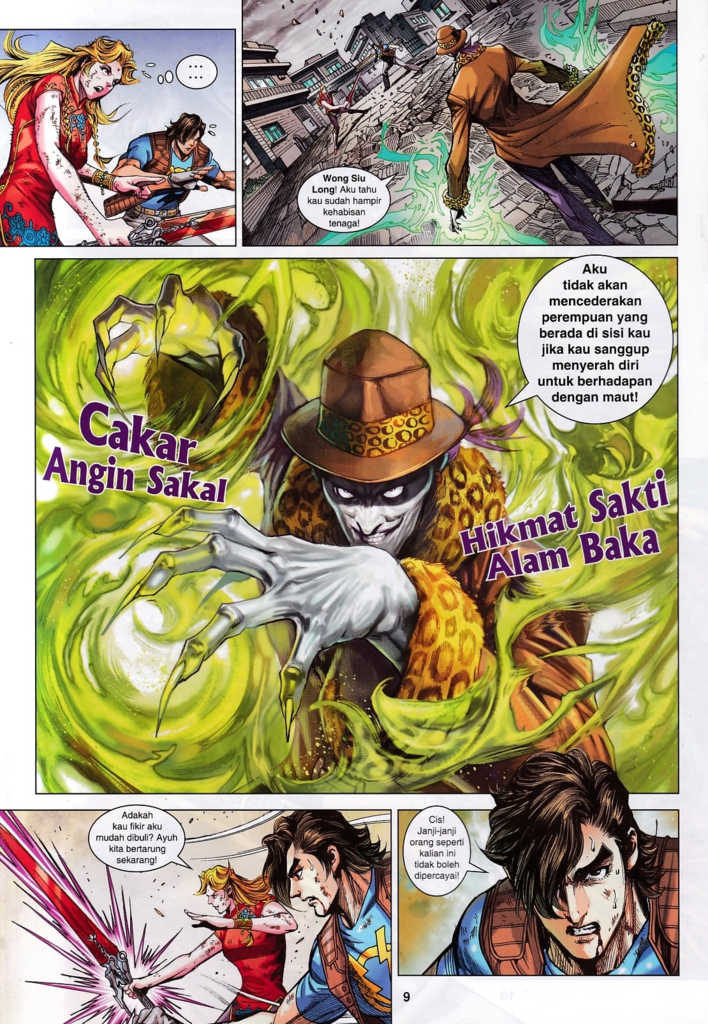 ...
...
Wong Siu
Long! Aku tahu
kau sudah hampir
kehabisan
tenaga!
Aku
tidak akan
mencederakan
perempuan yang
berada di sisi kau
jika kau sanggup
menyerah diri
untuk berhadapan
dengan maut!
Cakar
Angin Sakal
Hikmat Sakti
Alam Baka
Adakah
kau fikir aku
mudah dibuli? Ayuh
kita bertarung
sekarang!
Cis!
Janji-janji
orang seperti
kalian ini
tidak boleh
dipercayai!
9